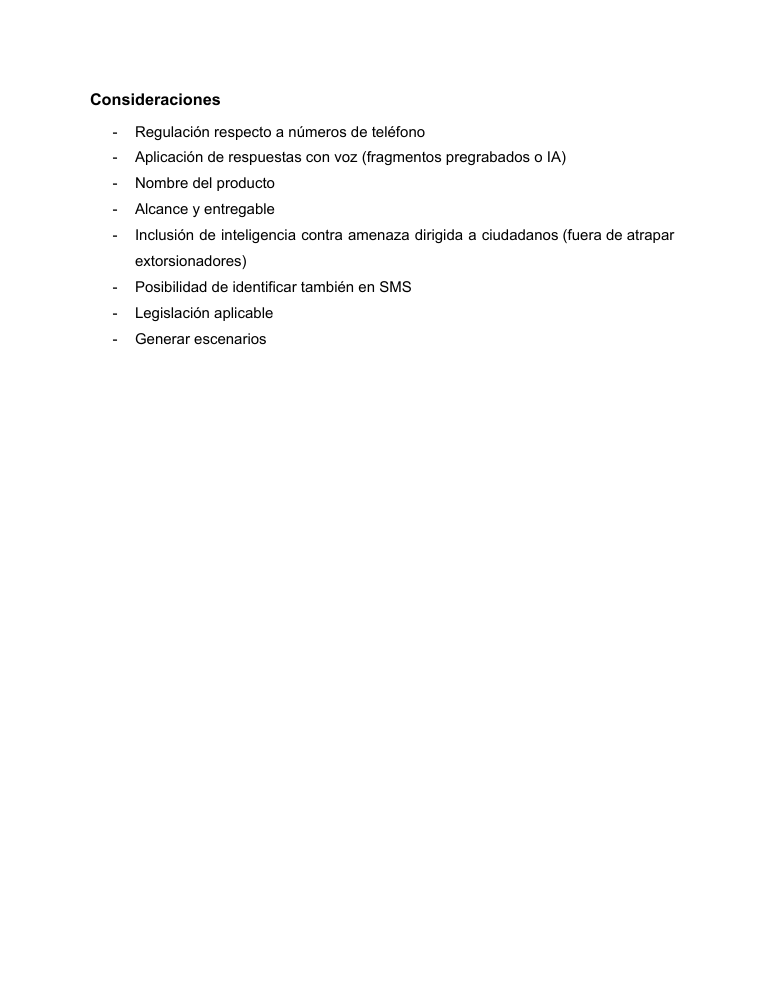 Consideraciones
- Regulación respecto a números de teléfono
- Aplicación de respuestas con voz (fragmentos pregrabados o IA)
- Nombre del producto
- Alcance y entregable
- Inclusión de inteligencia contra amenaza dirigida a ciudadanos (fuera de atrapar
extorsionadores)
- Posibilidad de identificar también en SMS
- Legislación aplicable
- Generar escenarios